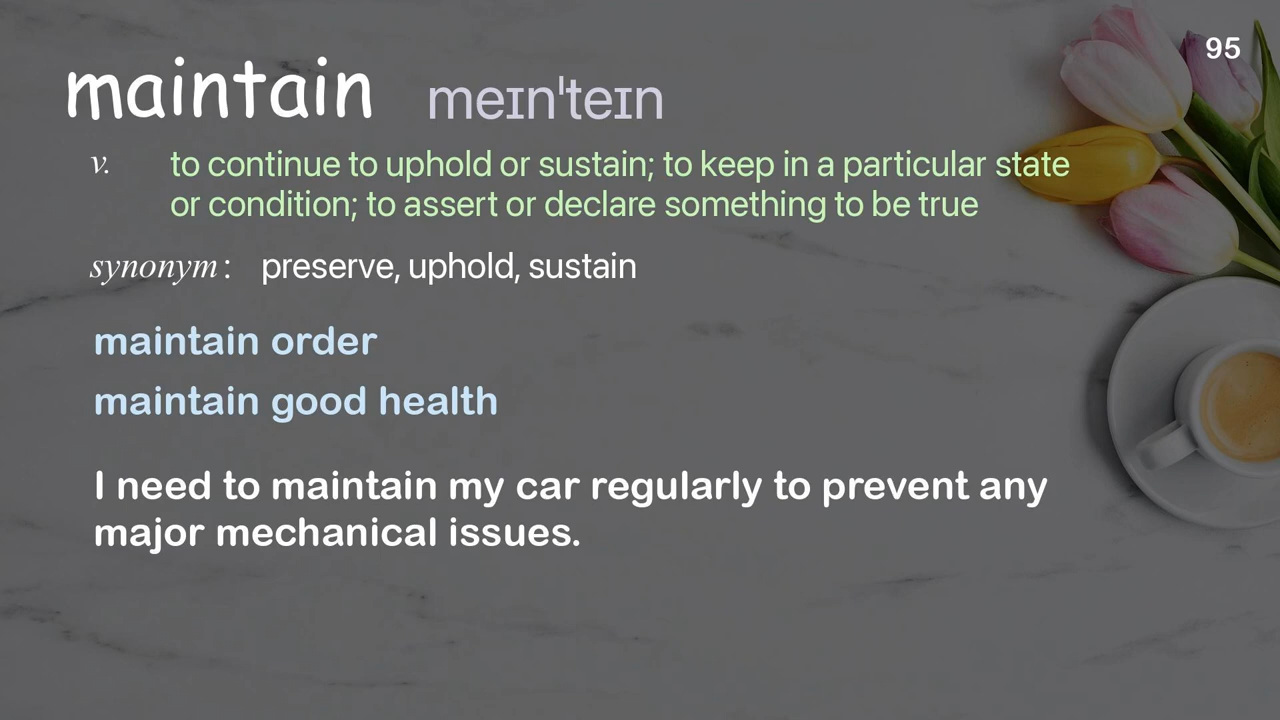 95
maintain meɪnˈteɪn
v. to continue to uphold or sustain; to keep in a particular state
or condition; to assert or declare something to be true
synonym: preserve, uphold, sustain
maintain order
maintain good health
I need to maintain my car regularly to prevent any
major mechanical issues.